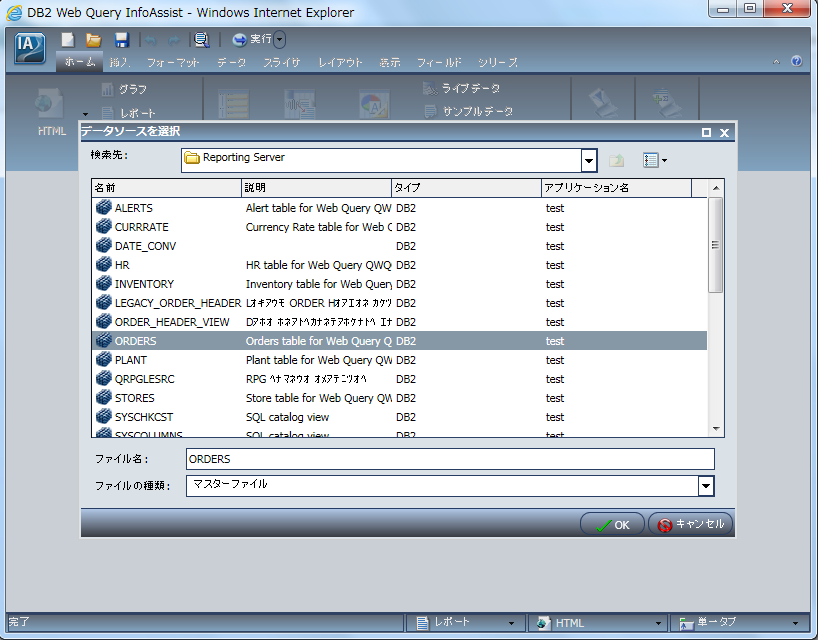 DB2 Web Query InfoAssist - Windows Internet Explorer
IA
実行
ホーム 挿入 フォーマット データ スライサ レイアウト 表示 フィールド シリーズ
グラフ ライブデータ
レポート サンプルデータ
HTML
データソースを選択
検索先: Reporting Server
名前 説明 タイプ アプリケーション名
ALERTS Alert table for Web Query QW DB2 test
CURRRATE Currency Rate table for Web C DB2 test
DATE_CONV DB2 test
HR HR table for Web Query QWQ DB2 test
INVENTORY Inventory table for Web Query DB2 test
LEGACY_ORDER_HEADER ORDER DB2 test
ORDER_HEADER_VIEW DB2 test
ORDERS Orders table for Web Query Q DB2 test
PLANT Plant table for Web Query QW DB2 test
QRPGLESRC RPG DB2 test
STORES Store table for Web Query QW DB2 test
SYSCHKCST SQL catalog view DB2 test
SYSCOLUMNS SQL catalog view DB2 test
ファイル名: ORDERS
ファイルの種類: マスターファイル
OK キャンセル
完了 レポート HTML 単一タブ